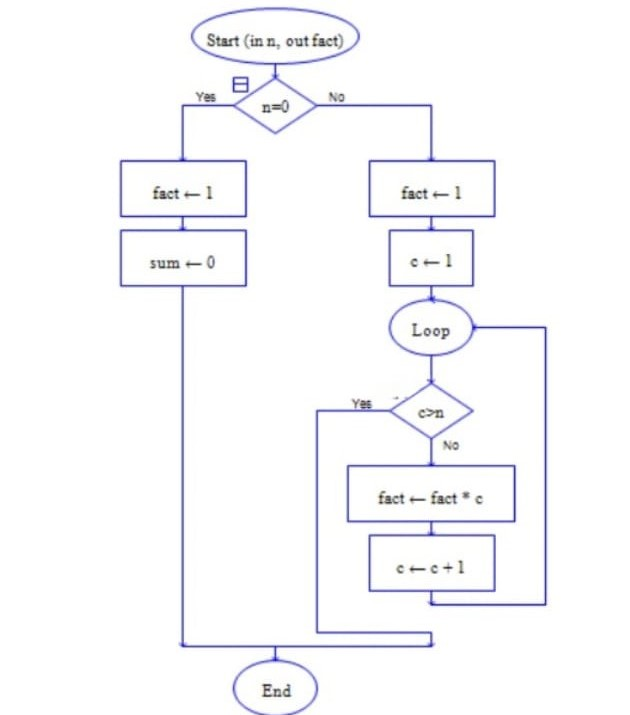 Start (in n, out fact)
Yes
n=0
No
fact ← 1
fact ← 1
sum ← 0
c ← 1
Loop
Yes
c>n
No
fact ← fact * c
c ← c + 1
End